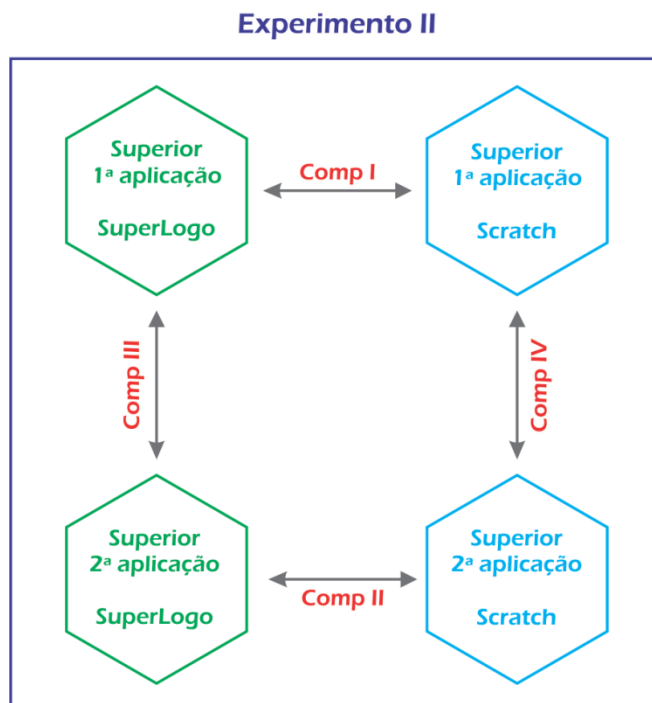 Experimento II
Superior
1ª aplicação
SuperLogo
Comp I
Superior
1ª aplicação
Scratch
Comp III
Comp IV
Superior
2ª aplicação
SuperLogo
Comp II
Superior
2ª aplicação
Scratch